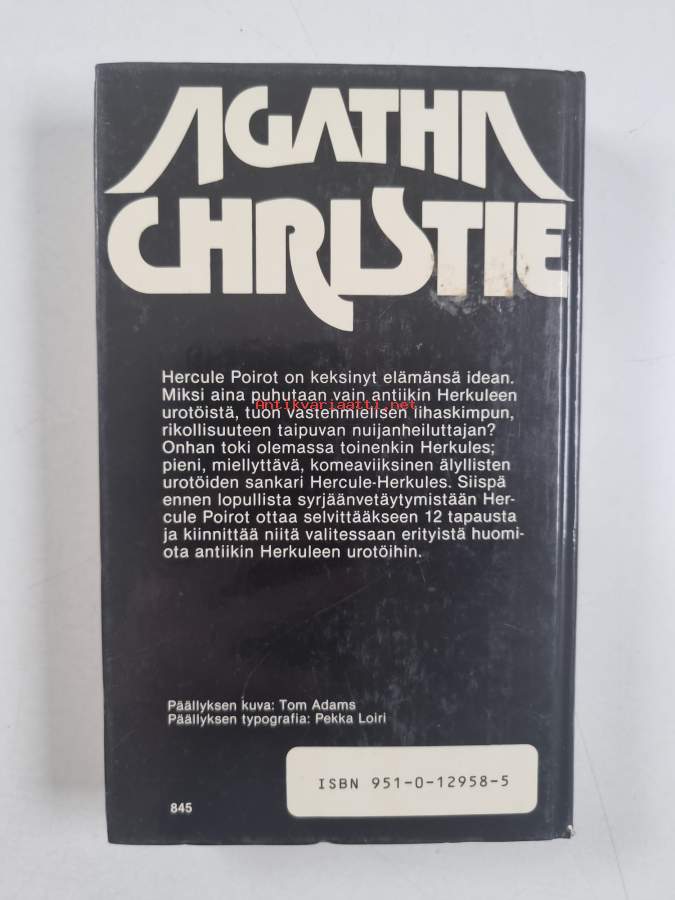 AGATHA
CHRISTIE
Hercule Poirot on keksinyt elämänsä idean.
Miksi aina puhutaan vain antiikin Herkuleen
Antikvariaatti.net
urotöistä, tuon vastenmielisen lihaskimpun,
rikollisuuteen taipuvan nuijanheiluttajan?
Onhan toki olemassa toinenkin Herkules;
pieni, miellyttävä, komeaviiksinen älyllisten
urotöiden sankari Hercule-Herkules. Siispä
ennen lopullista syrjäänvetäytymistään Her-
cule Poirot ottaa selvittääkseen 12 tapausta
ja kiinnittää niitä valitessaan erityistä huomi-
ota antiikin Herkuleen urotöihin.
Päällyksen kuva: Tom Adams
Päällyksen typografia: Pekka Loiri
ISBN 951-0-12958-5
845